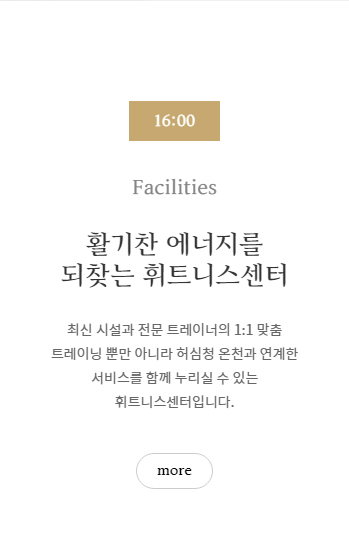 16:00
Facilities
활기찬 에너지를
되찾는 휘트니스센터
최신 시설과 전문 트레이너의 1:1 맞춤
트레이닝 뿐만 아니라 허심청 온천과 연계한
서비스를 함께 누리실 수 있는
휘트니스센터입니다.
more